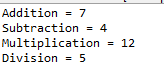 Addition = 7
Subtraction = 4
Multiplication = 12
Division = 5